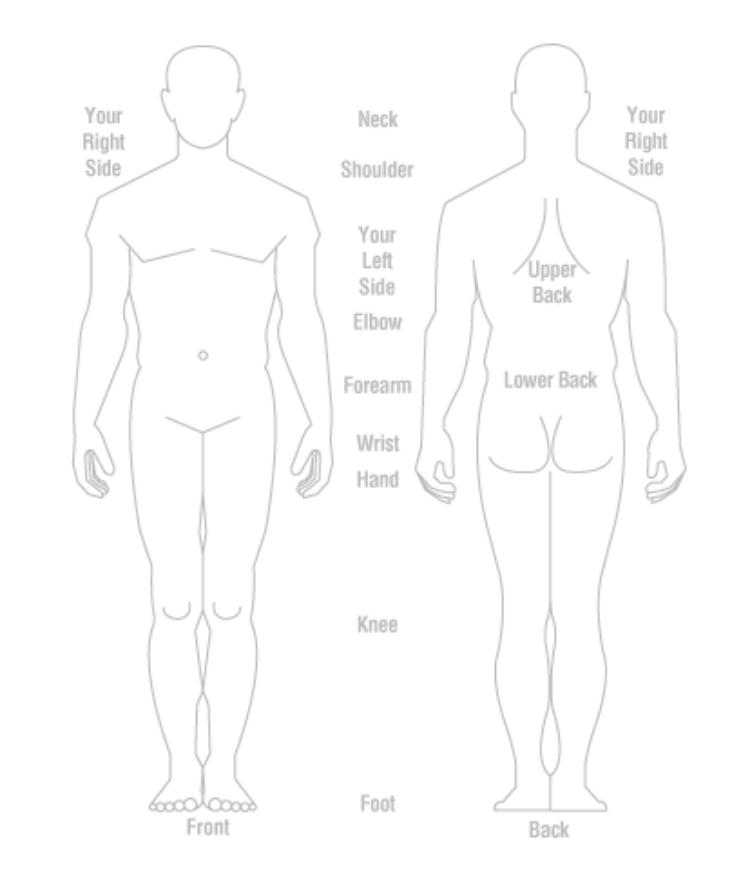 Your
Right
Side
Neck
Your
Right
Side
Shoulder
Your
Left
Side
Upper
Back
Elbow
Forearm
Lower Back
Wrist
Hand
Knee
Foot
Front
Back